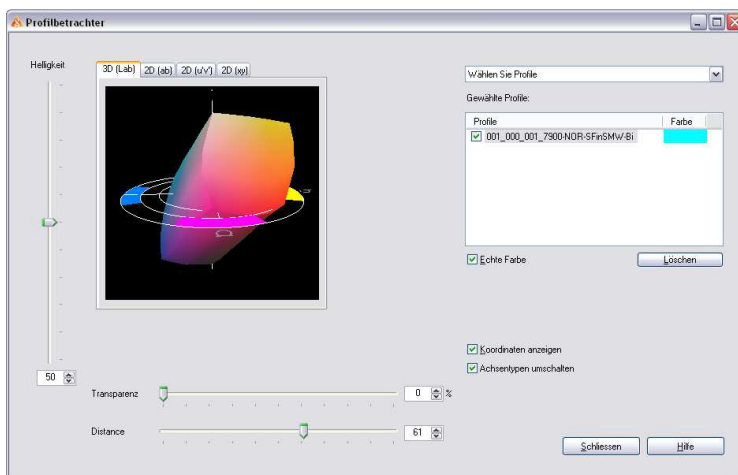 Profilbetrachter
Helligkeit
3D (Lab) 2D (ab) 2D (u'v') 2D (xy)
Wählen Sie Profile
Gewählte Profile:
Profile Farbe
001_000_001_7900-NOR-SFinSMW-Bi
Echte Farbe
Löschen
Koordinaten anzeigen
Achsentypen umschalten
50
Transparenz 0 %
Distance 61
Schliessen Hilfe